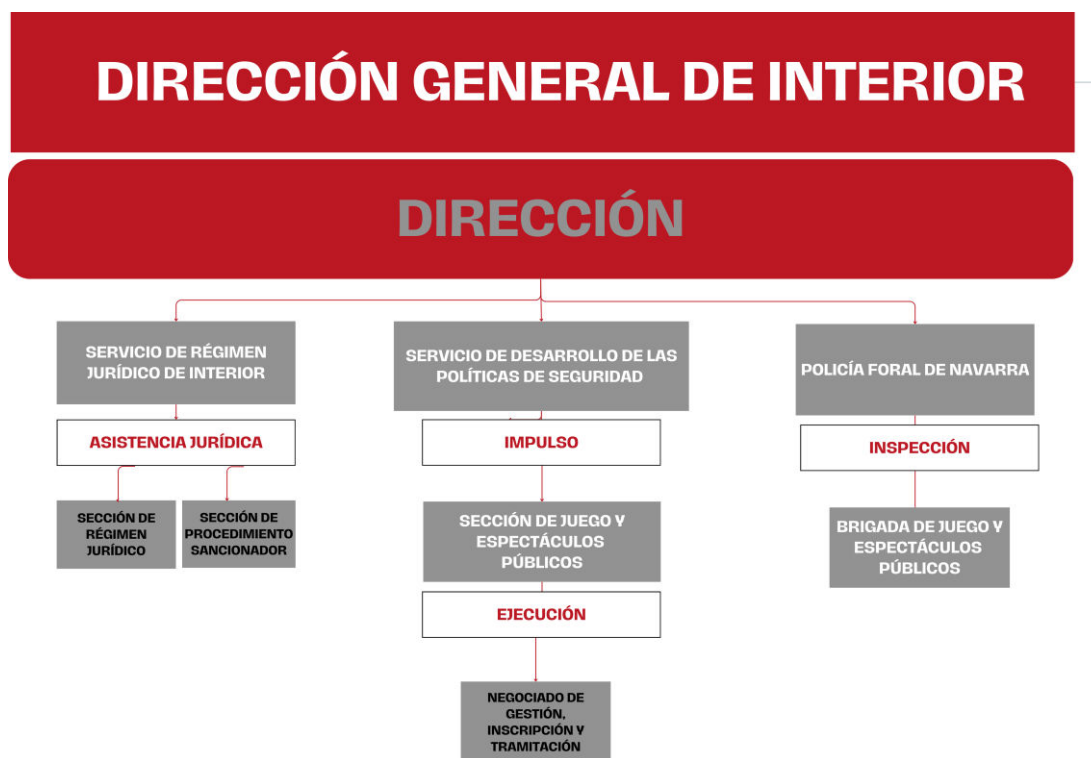 DIRECCIÓN GENERAL DE INTERIOR
DIRECCIÓN
SERVICIO DE RÉGIMEN
JURÍDICO DE INTERIOR
SERVICIO DE DESARROLLO DE LAS
POLÍTICAS DE SEGURIDAD
POLICÍA FORAL DE NAVARRA
ASISTENCIA JURÍDICA
IMPULSO
INSPECCIÓN
SECCIÓN DE
RÉGIMEN
JURÍDICO
SECCIÓN DE
PROCEDIMIENTO
SANCIONADOR
SECCIÓN DE JUEGO Y
ESPECTÁCULOS
PÚBLICOS
BRIGADA DE JUEGO Y
ESPECTÁCULOS
PÚBLICOS
EJECUCIÓN
NEGOCIADO DE
GESTIÓN,
INSCRIPCIÓN Y
TRAMITACIÓN